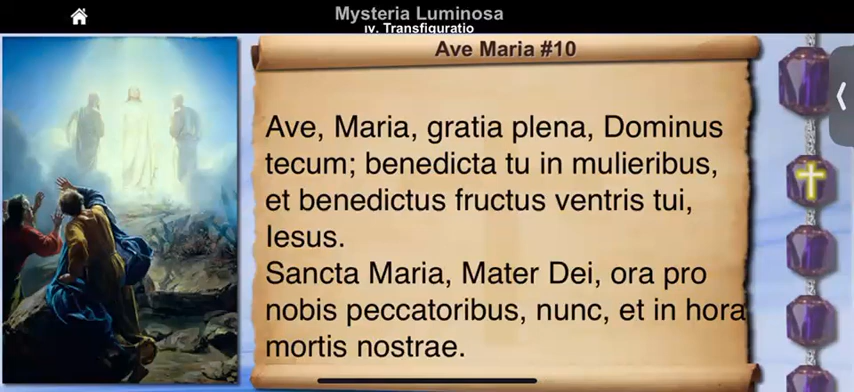 Mysteria Luminosa
iv. Transfiguratio
Ave Maria #10
Ave, Maria, gratia plena, Dominus
tecum; benedicta tu in mulieribus,
et benedictus fructus ventris tui,
Iesus.
Sancta Maria, Mater Dei, ora pro
nobis peccatoribus, nunc, et in hora
mortis nostrae.